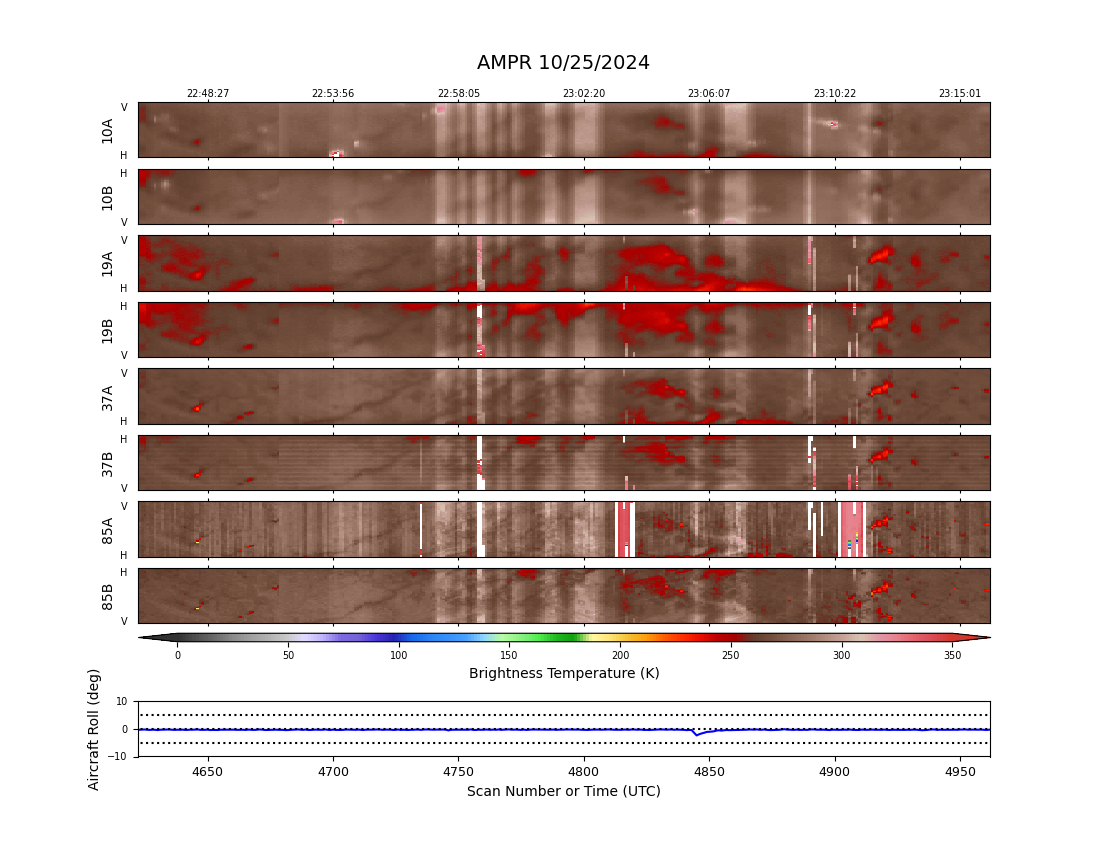 AMPR 10/25/2024
22:48:27 22:53:56 22:58:05 23:02:20 23:06:07 23:10:22 23:15:01
V
10A
H
H
10B
V
V
19A
H
H
19B
V
V
37A
H
H
37B
V
V
85A
H
H
85B
V
0 50 100 150 200 250 300 350
Brightness Temperature (K)
10
0
−10
Aircraft Roll (deg)
4650 4700 4750 4800 4850 4900 4950
Scan Number or Time (UTC)